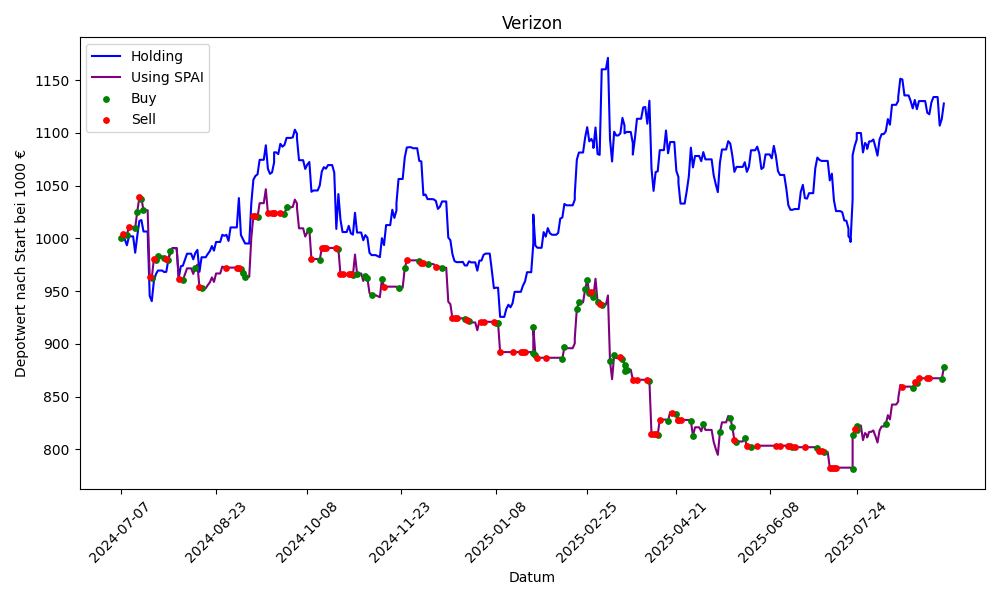 Verizon
Holding
Using SPAI
Buy
Sell
Depotwert nach Start bei 1000 €
1150
1100
1050
1000
950
900
850
800
2024-07-07
2024-08-23
2024-10-08
2024-11-23
2025-01-08
2025-02-25
2025-04-21
2025-06-08
2025-07-24
Datum